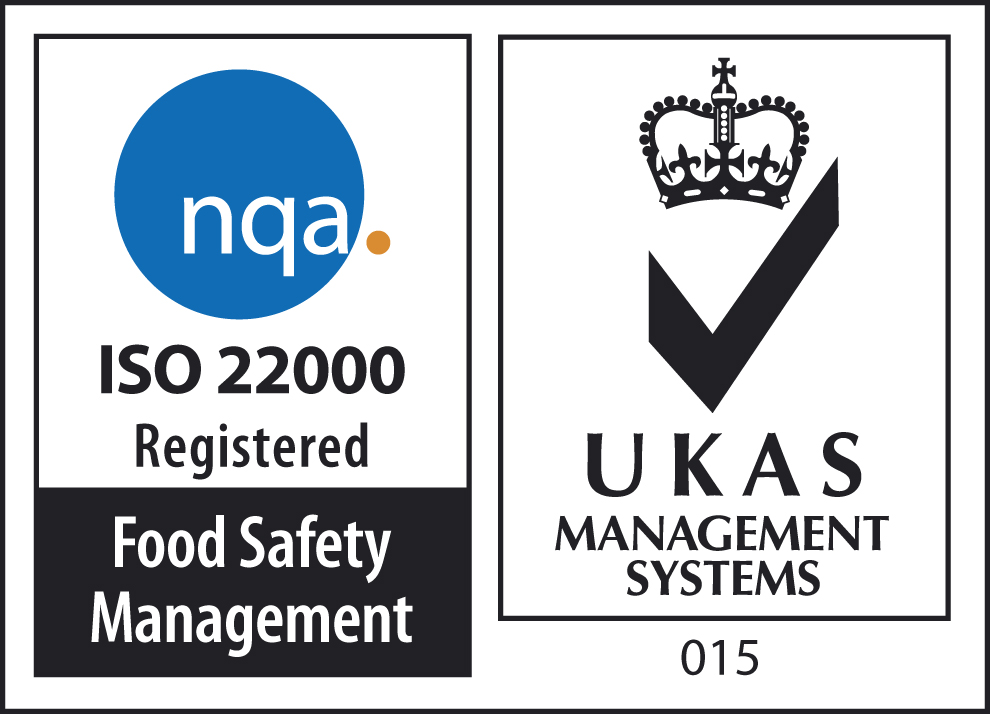 nqa.
ISO 22000
Registered
Food Safety
Management
UKAS
MANAGEMENT
SYSTEMS
015